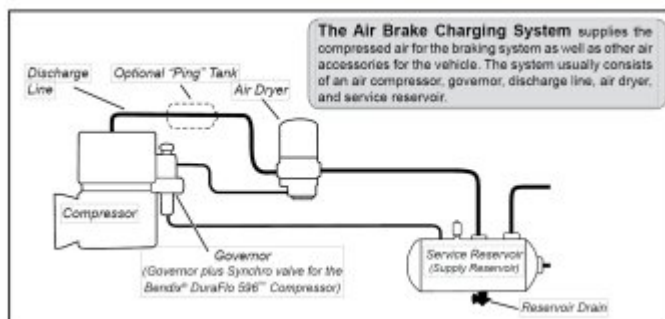 The Air Brake Charging System supplies the
compressed air for the braking system as well as other air
accessories for the vehicle. The system usually consists
of an air compressor, governor, discharge line, air dryer,
and service reservoir.
Discharge
Line
Optional "Ping" Tank
Air Dryer
Compressor
Governor
(Governor plus Synchro valve for the
Bendix® DuraFlo 596™ Compressor)
Service Reservoir
(Supply Reservoir)
Reservoir Drain